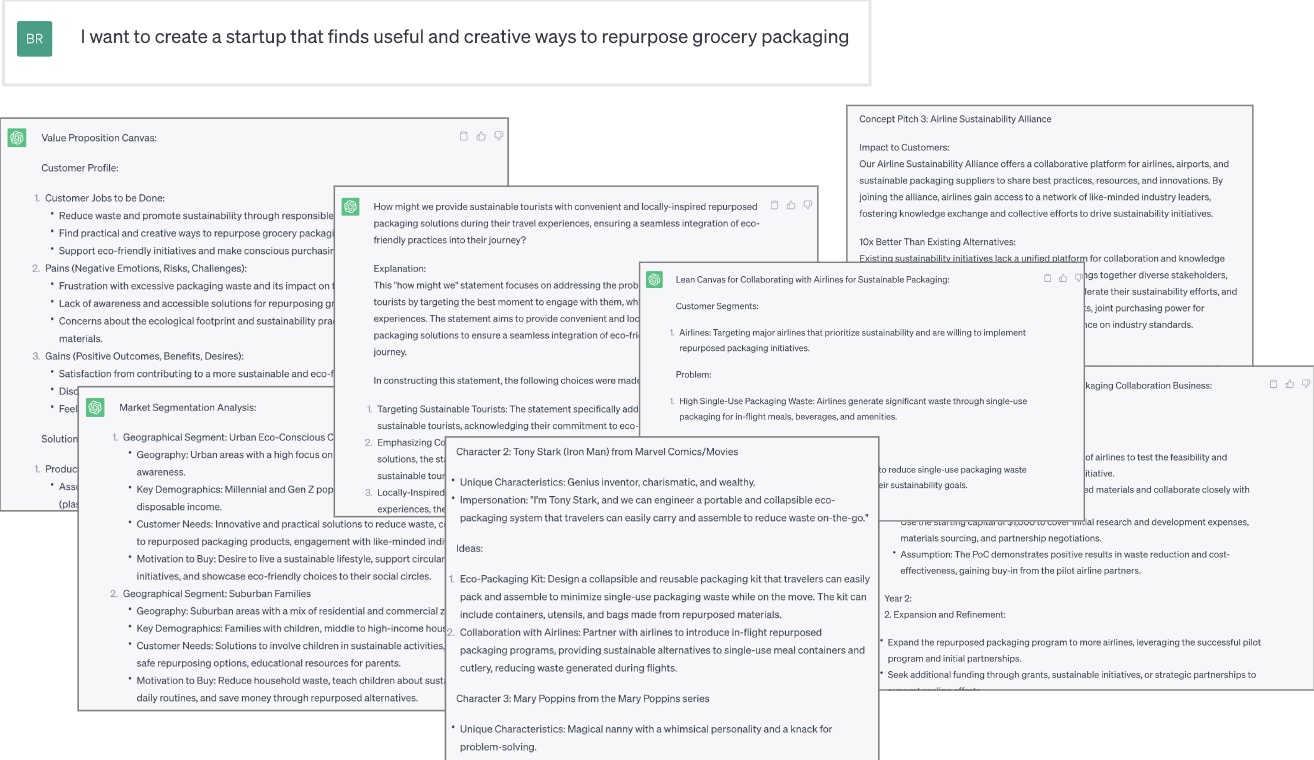 BR
I want to create a startup that finds useful and creative ways to repurpose grocery packaging
Value Proposition Canvas:
Customer Profile:
1. Customer Jobs to be Done:
• Reduce waste and promote sustainability through responsible
• Find practical and creative ways to repurpose grocery
• Support eco-friendly initiatives and make conscious
2. Pains (Negative Emotions, Risks, Challenges):
• Frustration with excessive packaging waste and its impact on
• Lack of awareness and accessible solutions for repurposing
• Concerns about the ecological footprint and sustainability
materials.
3. Gains (Positive Outcomes, Benefits, Desires):
• Satisfaction from contributing to a more sustainable and
Solution
1.
Market Segmentation Analysis:
1. Geographical Segment: Urban Eco-Conscious
• Geography: Urban areas with a high focus on
awareness.
• Key Demographics: Millennial and Gen Z
disposable income.
• Customer Needs: Innovative and practical solutions to reduce waste,
to repurposed packaging products, engagement with like-minded
• Motivation to Buy: Desire to live a sustainable lifestyle, support
initiatives, and showcase eco-friendly choices to their social circles.
2. Geographical Segment: Suburban Families
• Geography: Suburban areas with a mix of residential and commercial
• Key Demographics: Families with children, middle to high-income
• Customer Needs: Solutions to involve children in sustainable activities,
safe repurposing options, educational resources for parents.
• Motivation to Buy: Reduce household waste, teach children about
daily routines, and save money through repurposed alternatives.
How might we provide sustainable tourists with convenient and locally-inspired repurposed
packaging solutions during their travel experiences, ensuring a seamless integration of eco-
friendly practices into their journey?
Explanation:
This "how might we" statement focuses on addressing the
tourists by targeting the best moment to engage with them,
experiences. The statement aims to provide convenient and
packaging solutions to ensure a seamless integration of
journey.
In constructing this statement, the following choices were made
1. Targeting Sustainable Tourists: The statement specifically
sustainable tourists, acknowledging their commitment to eco-
2. Emphasizing
solutions, the
sustainable
3. Locally-Inspired
experiences,
Character 2: Tony Stark (Iron Man) from Marvel Comics/Movies
• Unique Characteristics: Genius inventor, charismatic, and wealthy.
• Impersonation: "I'm Tony Stark, and we can engineer a portable and collapsible eco-
packaging system that travelers can easily carry and assemble to reduce waste on-the-go."
Ideas:
1. Eco-Packaging Kit: Design a collapsible and reusable packaging kit that travelers can easily
pack and assemble to minimize single-use packaging waste while on the move. The kit can
include containers, utensils, and bags made from repurposed materials.
2. Collaboration with Airlines: Partner with airlines to introduce in-flight repurposed
packaging programs, providing sustainable alternatives to single-use meal containers and
cutlery, reducing waste generated during flights.
Character 3: Mary Poppins from the Mary Poppins series
• Unique Characteristics: Magical nanny with a whimsical personality and a knack for
problem-solving.
Lean Canvas for Collaborating with Airlines for Sustainable Packaging:
Customer Segments:
1. Airlines: Targeting major airlines that prioritize sustainability and are willing to implement
repurposed packaging initiatives.
Problem:
1. High Single-Use Packaging Waste: Airlines generate significant waste through single-use
packaging for in-flight meals, beverages, and amenities.
to reduce single-use packaging waste
sustainability goals.
Concept Pitch 3: Airline Sustainability Alliance
Impact to Customers:
Our Airline Sustainability Alliance offers a collaborative platform for airlines, airports, and
sustainable packaging suppliers to share best practices, resources, and innovations. By
joining the alliance, airlines gain access to a network of like-minded industry leaders,
fostering knowledge exchange and collective efforts to drive sustainability initiatives.
10x Better Than Existing Alternatives:
Existing sustainability initiatives lack a unified platform for collaboration and knowledge
together diverse stakeholders,
their sustainability efforts, and
joint purchasing power for
on industry standards.
Collaboration Business:
of airlines to test the feasibility and
materials and collaborate closely with
Use the starting capital of $1,000 to cover initial research and development expenses,
materials sourcing, and partnership negotiations.
• Assumption: The PoC demonstrates positive results in waste reduction and cost-
effectiveness, gaining buy-in from the pilot airline partners.
Year 2:
2. Expansion and Refinement:
• Expand the repurposed packaging program to more airlines, leveraging the successful pilot
program and initial partnerships.
• Seek additional funding through grants, sustainable initiatives, or strategic partnerships to